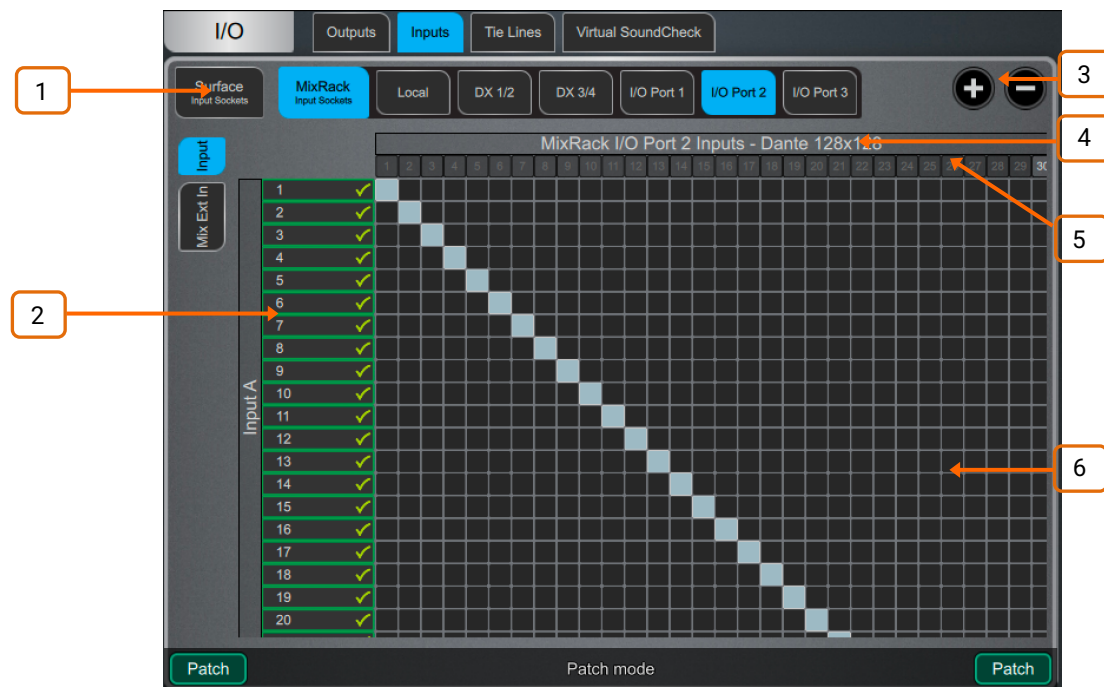 I/O
Outputs
Inputs
Tie Lines
Virtual SoundCheck
1
Surface
Input Sockets
MixRack
Input Sockets
Local
DX 1/2
DX 3/4
I/O Port 1
I/O Port 2
I/O Port 3
3
MixRack I/O Port 2 Inputs - Dante 128x128
4
1 2 3 4 5 6 7 8 9 10 11 12 13 14 15 16 17 18 19 20 21 22 23 24 25 26 27 28 29 30
5
Input
Mix Ext In
2
Input A
1
2
3
4
5
6
7
8
9
10
11
12
13
14
15
16
17
18
19
20
6
Patch
Patch mode
Patch